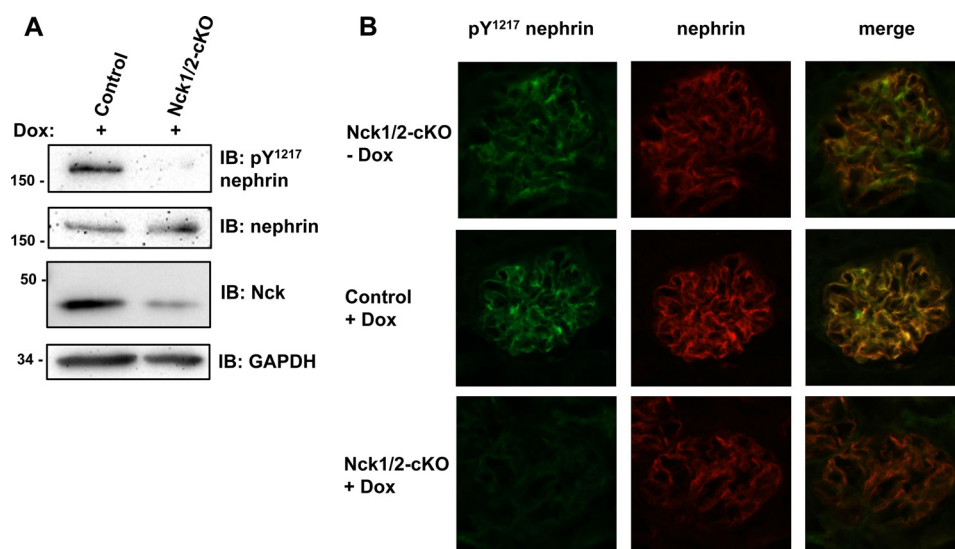 A
Control
Nck1/2-cKO
Dox: + +
150 -
IB: pY¹²¹⁷
nephrin
150 -
IB: nephrin
50 -
IB: Nck
34 -
IB: GAPDH
B
pY¹²¹⁷ nephrin nephrin merge
Nck1/2-cKO
- Dox
Control
+ Dox
Nck1/2-cKO
+ Dox